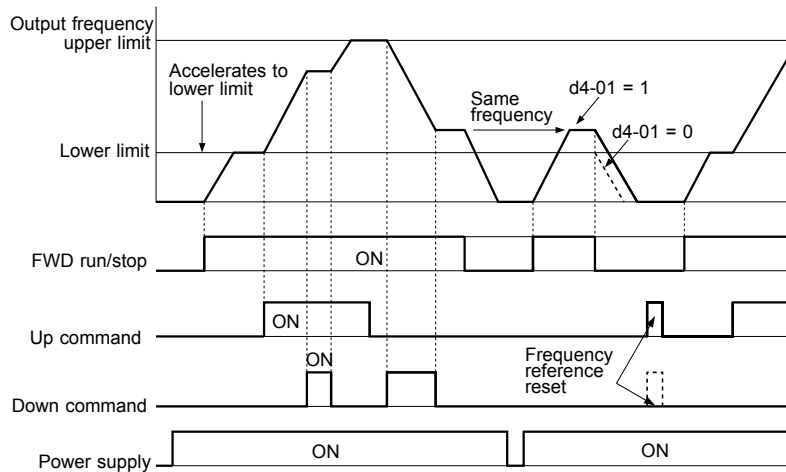 Output frequency
upper limit
Accelerates to
lower limit
Same
frequency
d4-01 = 1
d4-01 = 0
Lower limit
FWD run/stop
ON
Up command
ON
ON
Frequency
reference
reset
Down command
Power supply
ON
ON